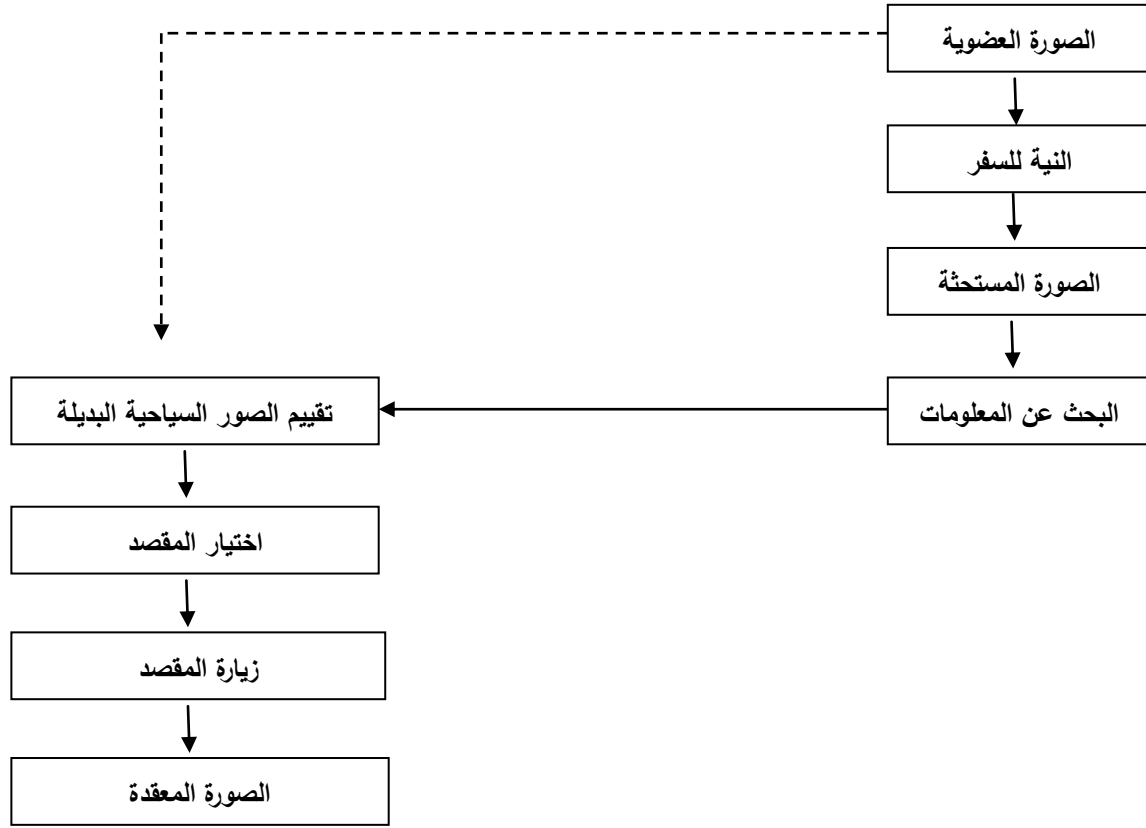 الصورة العضوية
النية للسفر
الصورة المستحثة
البحث عن المعلومات
تقييم الصور السياحية البديلة
اختيار المقصد
زيارة المقصد
الصورة المعقدة